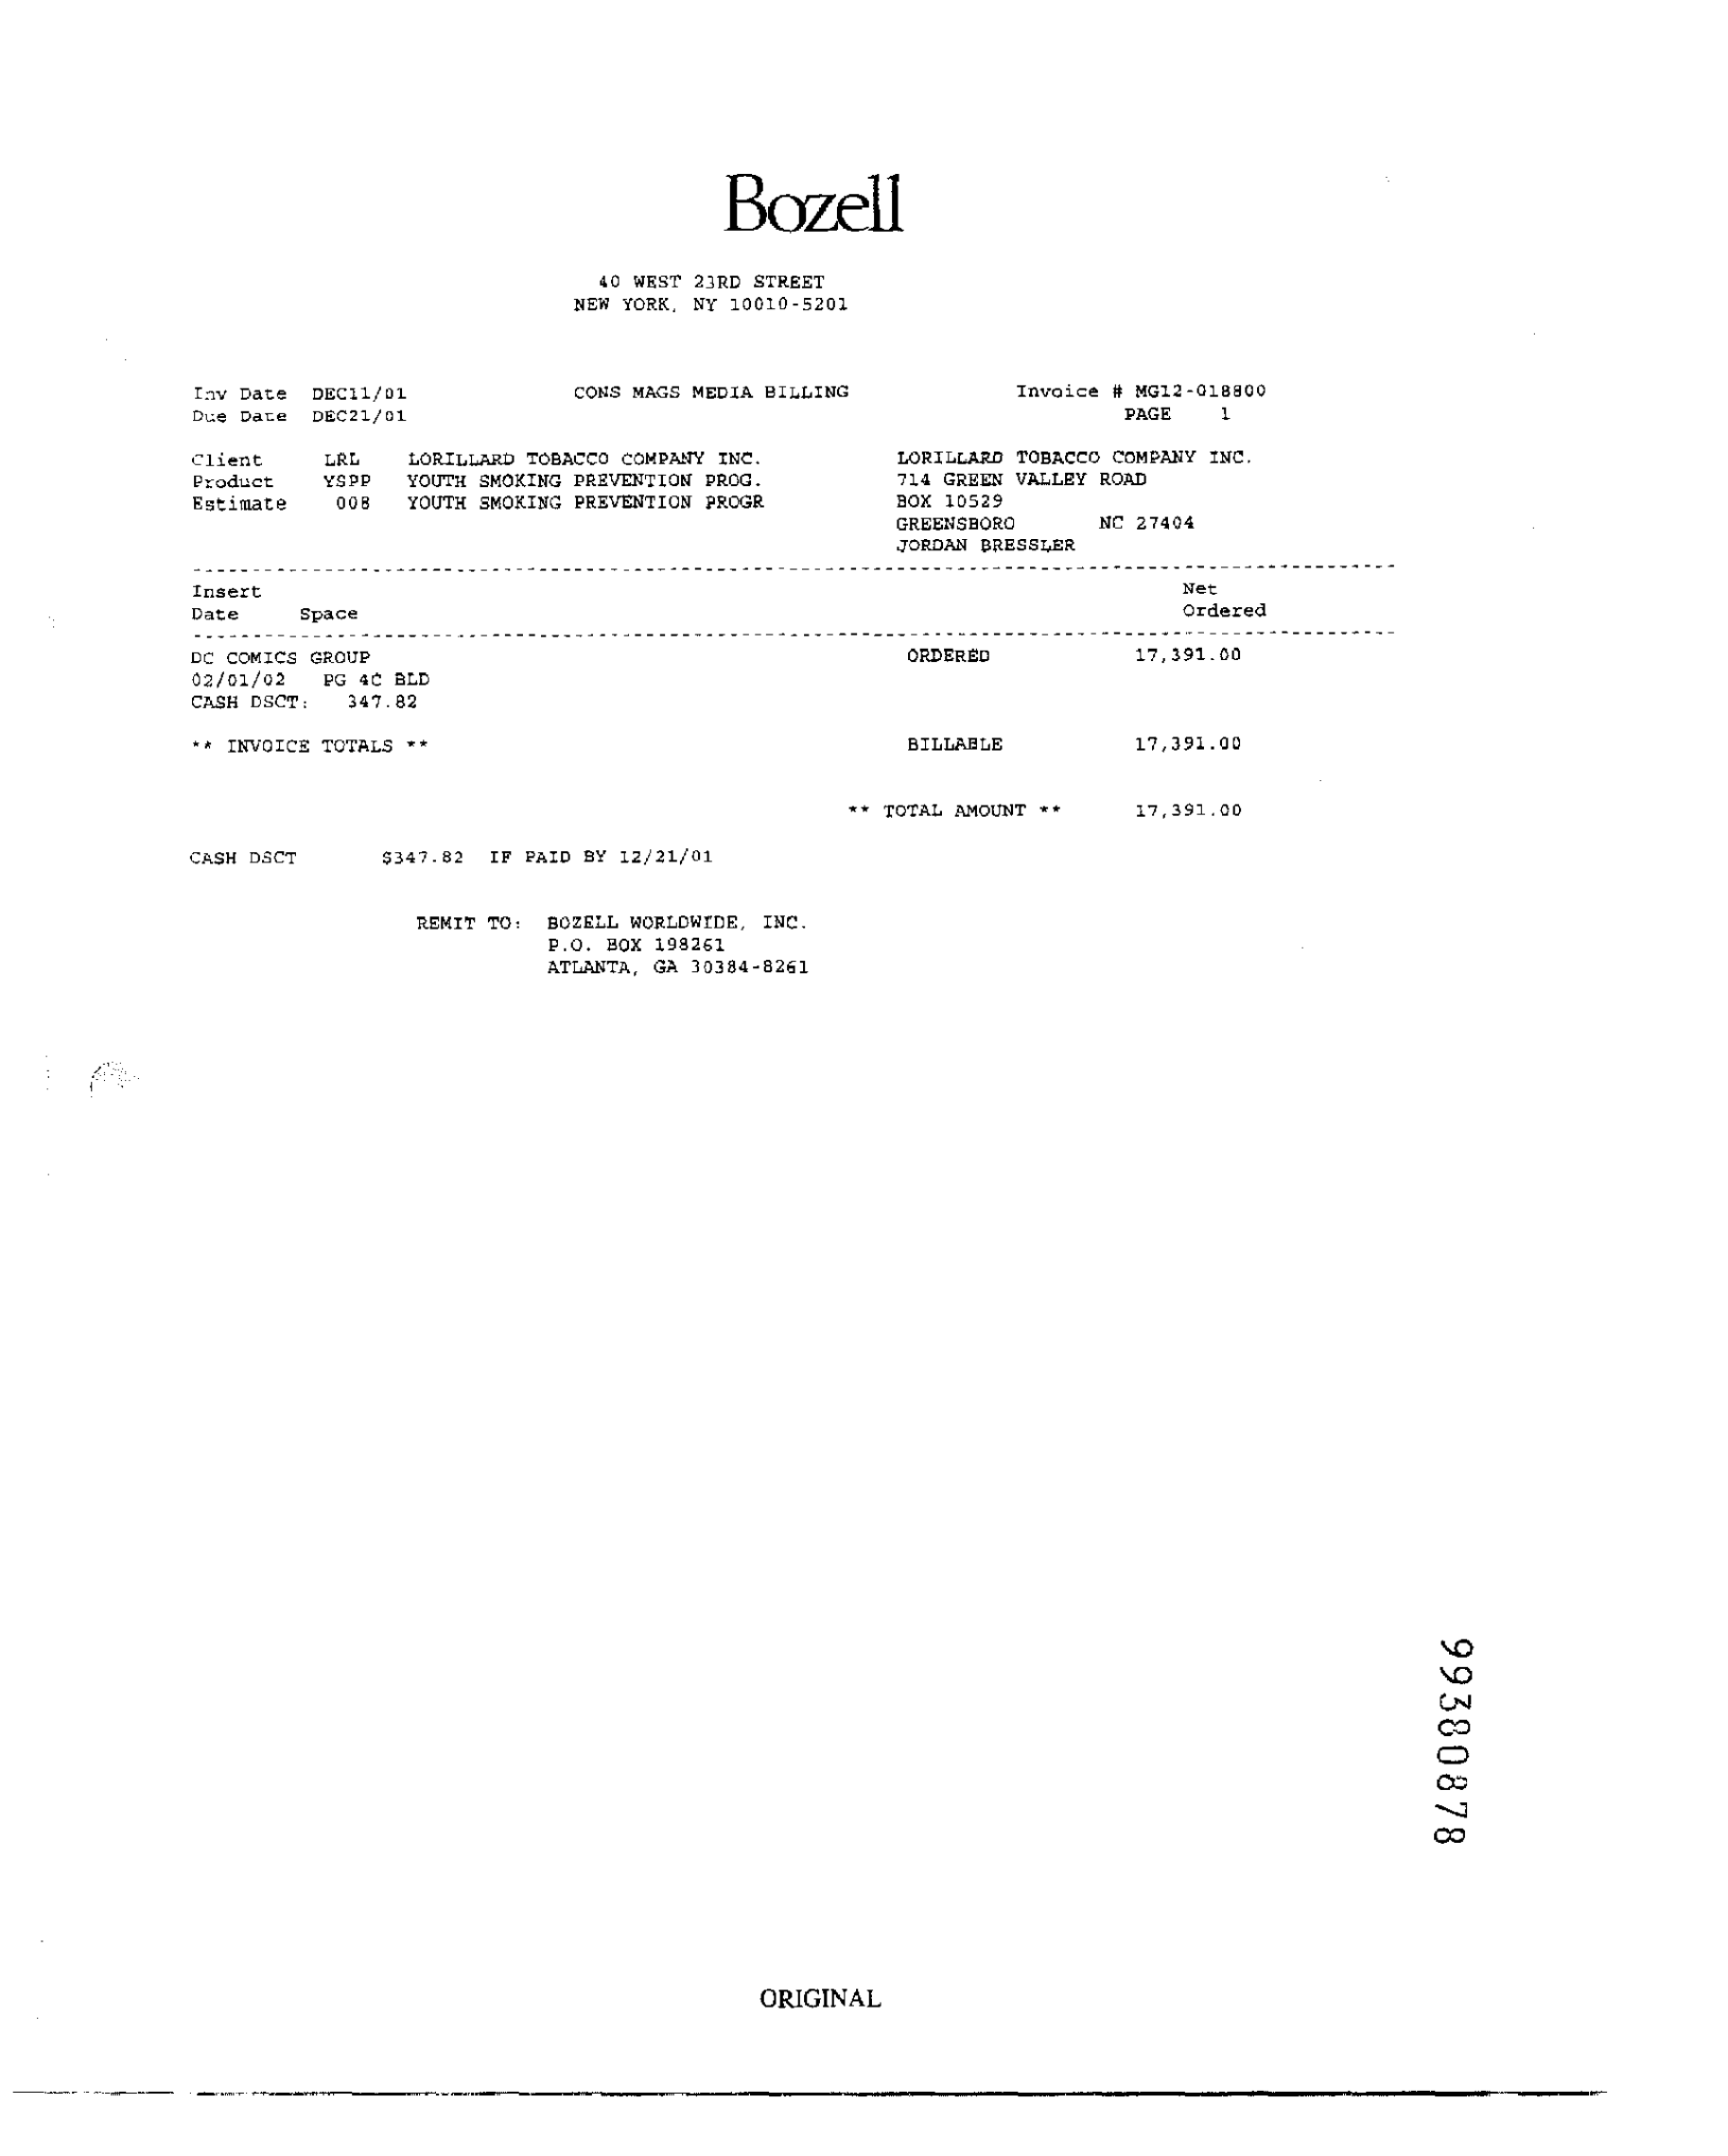 Bozell
40 WEST 23RD STREET
NEW YORK, NY 10010-5201
Inv Date DEC11/01 CONS MAGS MEDIA BILLING Invoice # MG12-018800
Due Date DEC21/01 PAGE 1
Client LRL LORILLARD TOBACCO COMPANY INC. LORILLARD TOBACCO COMPANY INC.
Product YSPP YOUTH SMOKING PREVENTION PROG. 714 GREEN VALLEY ROAD
Estimate 008 YOUTH SMOKING PREVENTION PROGR BOX 10529
GREENSBORO NC 27404
JORDAN BRESSLER
Insert Net
Date Space Ordered
DC COMICS GROUP ORDERED 17,391.00
02/01/02 PG 4C BLD
CASH DSCT: 347.82
** INVOICE TOTALS ** BILLABLE 17,391.00
** TOTAL AMOUNT ** 17,391.00
CASH DSCT $347.82 IF PAID BY 12/21/01
REMIT TO: BOZELL WORLDWIDE, INC.
P.O. BOX 198261
ATLANTA, GA 30384-8261
99380878
ORIGINAL